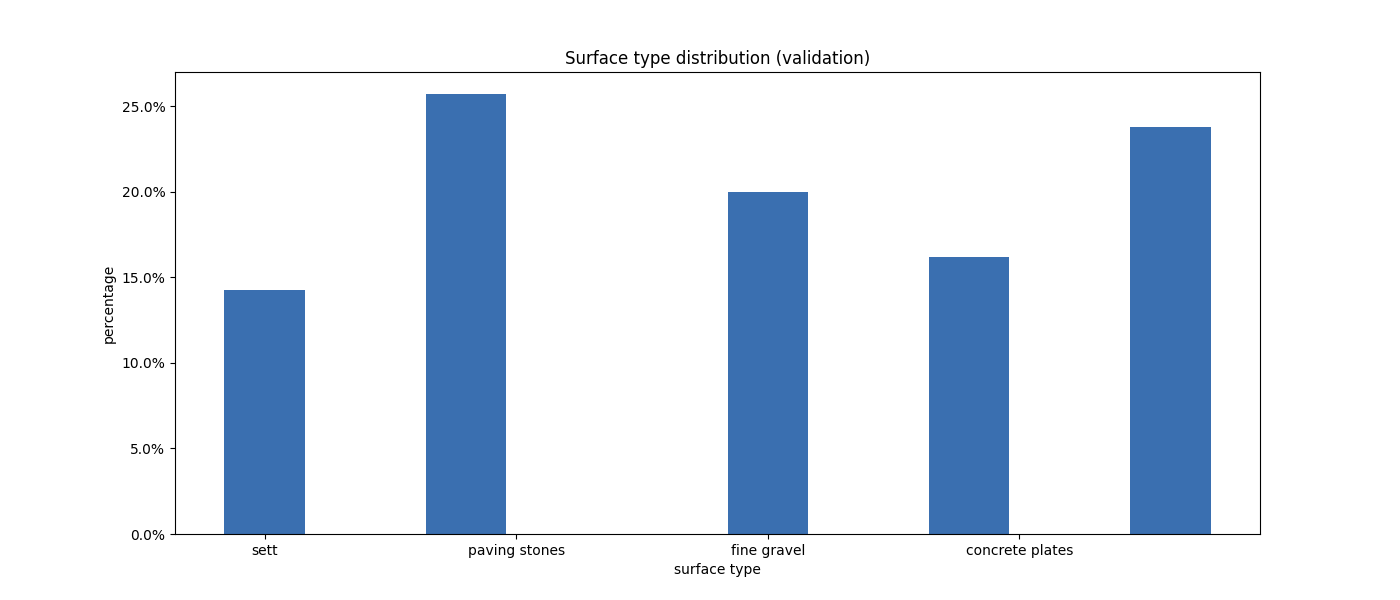 Surface type distribution (validation)
25.0%
20.0%
15.0%
10.0%
5.0%
0.0%
percentage
sett
paving stones
fine gravel
concrete plates
surface type